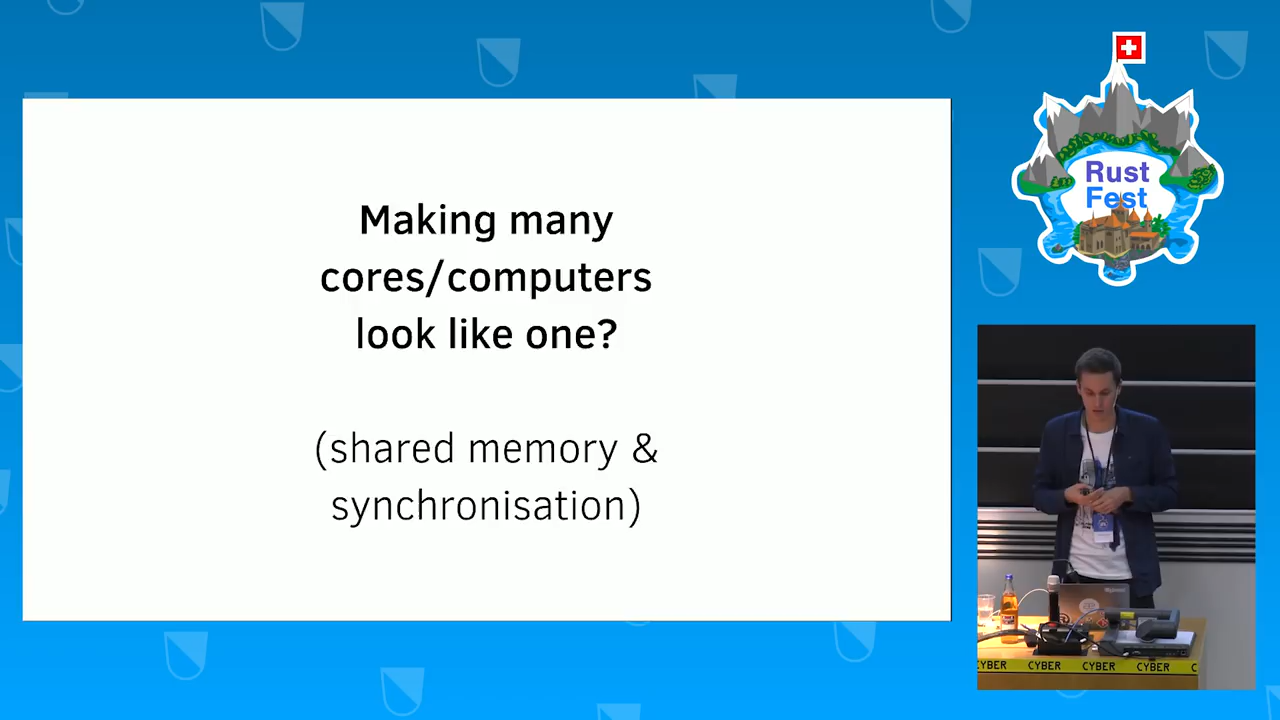 Making many
cores/computers
look like one?
(shared memory &
synchronisation)
Rust
Fest
CYBER CYBER CYBER CYBER C